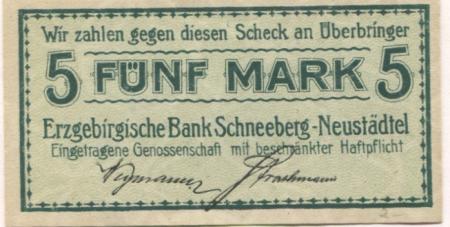 Wir zahlen gegen diesen Scheck an Überbringer
5 FÜNF MARK 5
Erzgebirgische Bank Schneeberg-Neustädtel
Eingetragene Genossenschaft mit beschränkter Haftpflicht